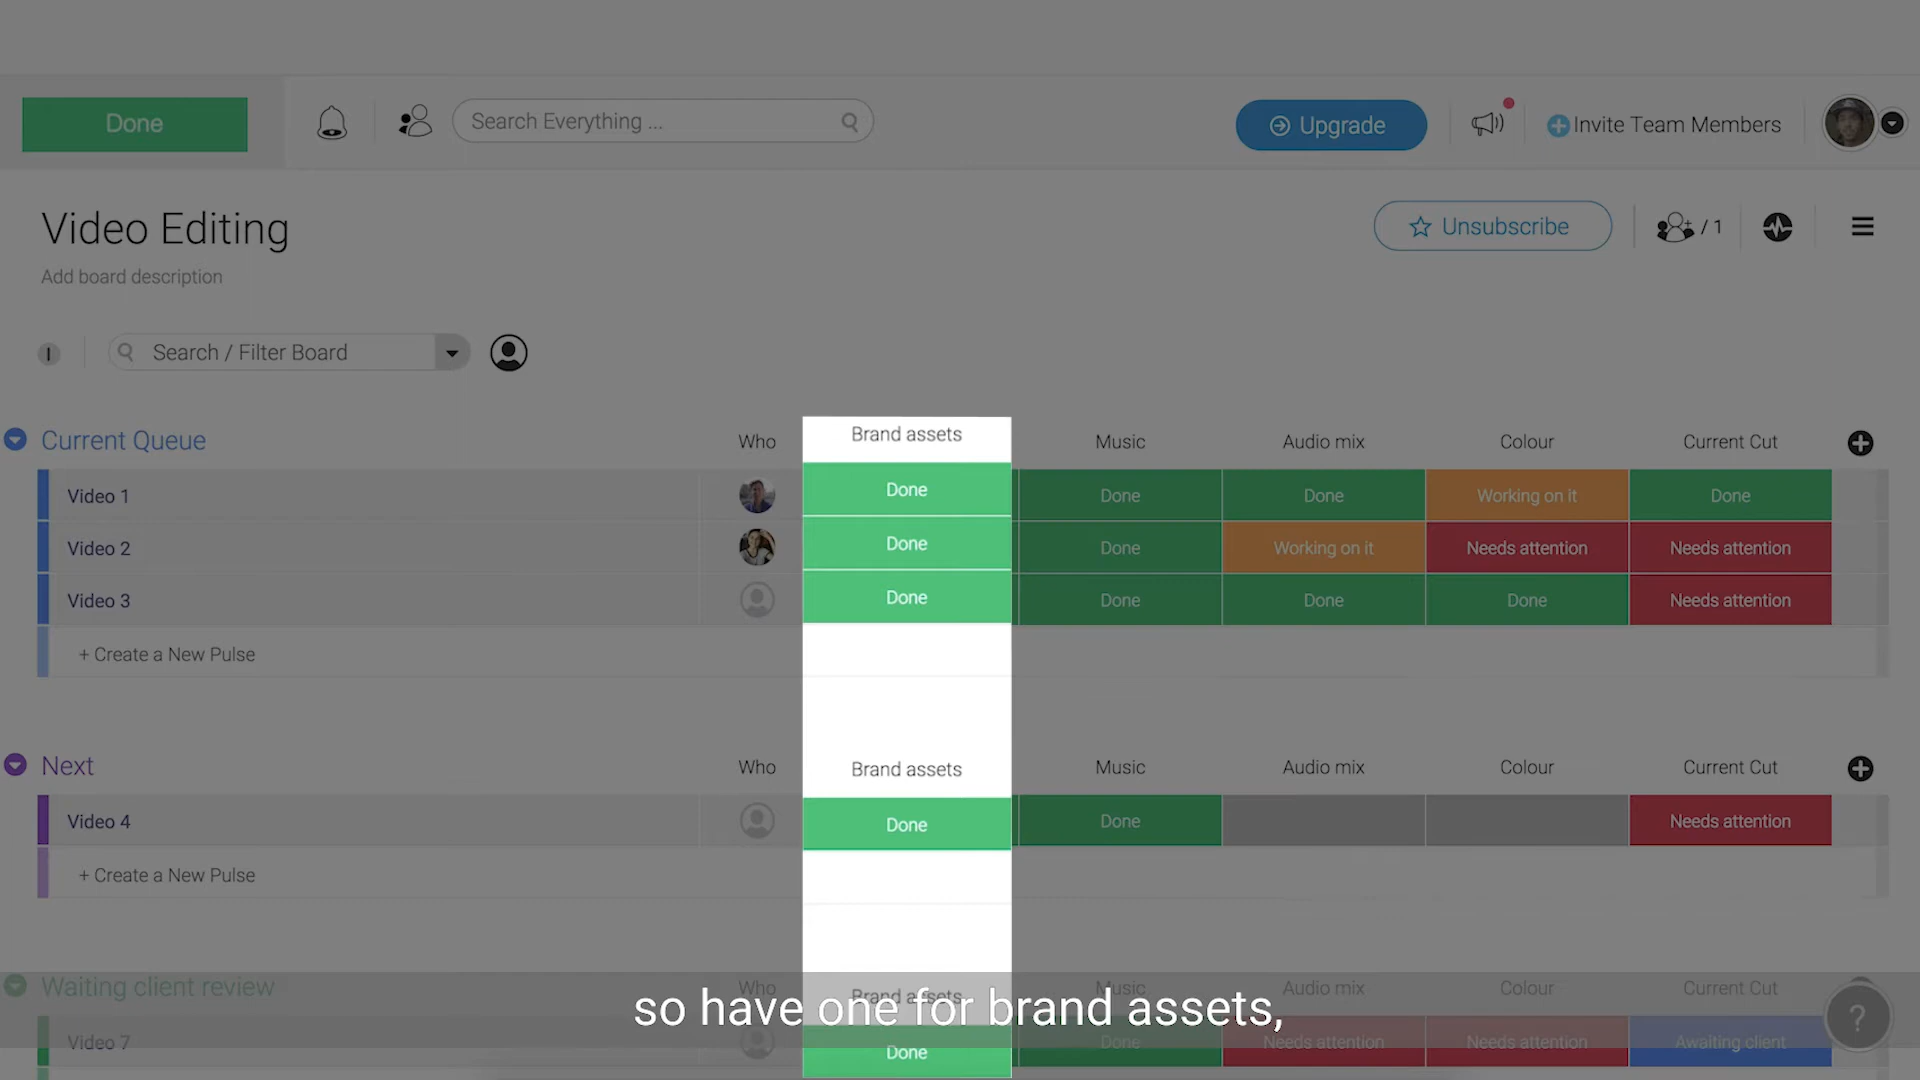 Done
Search Everything ...
Upgrade
Invite Team Members
Video Editing
Unsubscribe
/ 1
Add board description
Search / Filter Board
Current Queue Who Brand assets Music Audio mix Colour Current Cut
Video 1 Done Done Done Working on it Done
Video 2 Done Done Working on it Needs attention Needs attention
Video 3 Done Done Done Done Needs attention
+ Create a New Pulse
Next Who Brand assets Music Audio mix Colour Current Cut
Video 4 Done Done Needs attention
+ Create a New Pulse
Waiting client review Who Brand assets Music Audio mix Colour Current Cut
so have one for brand assets,
?
Video 7 Done Done Needs attention Needs attention Awaiting client